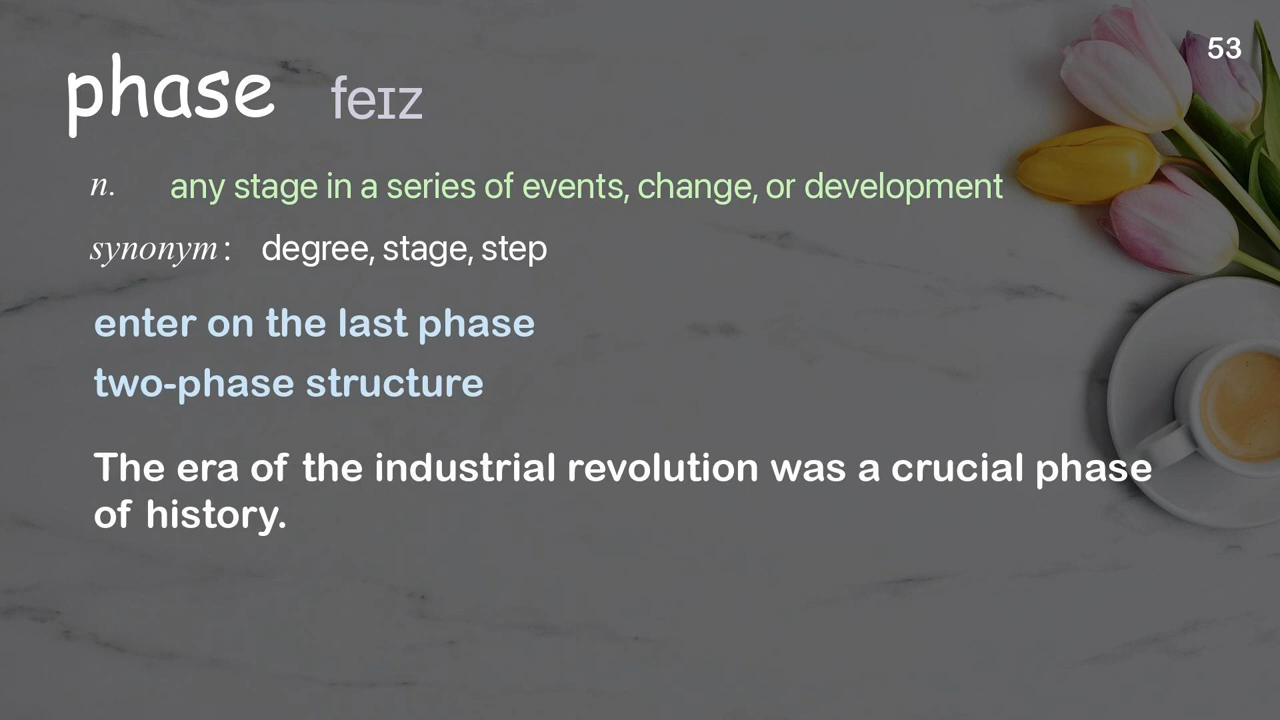 53
phase feɪz
n. any stage in a series of events, change, or development
synonym : degree, stage, step
enter on the last phase
two-phase structure
The era of the industrial revolution was a crucial phase
of history.